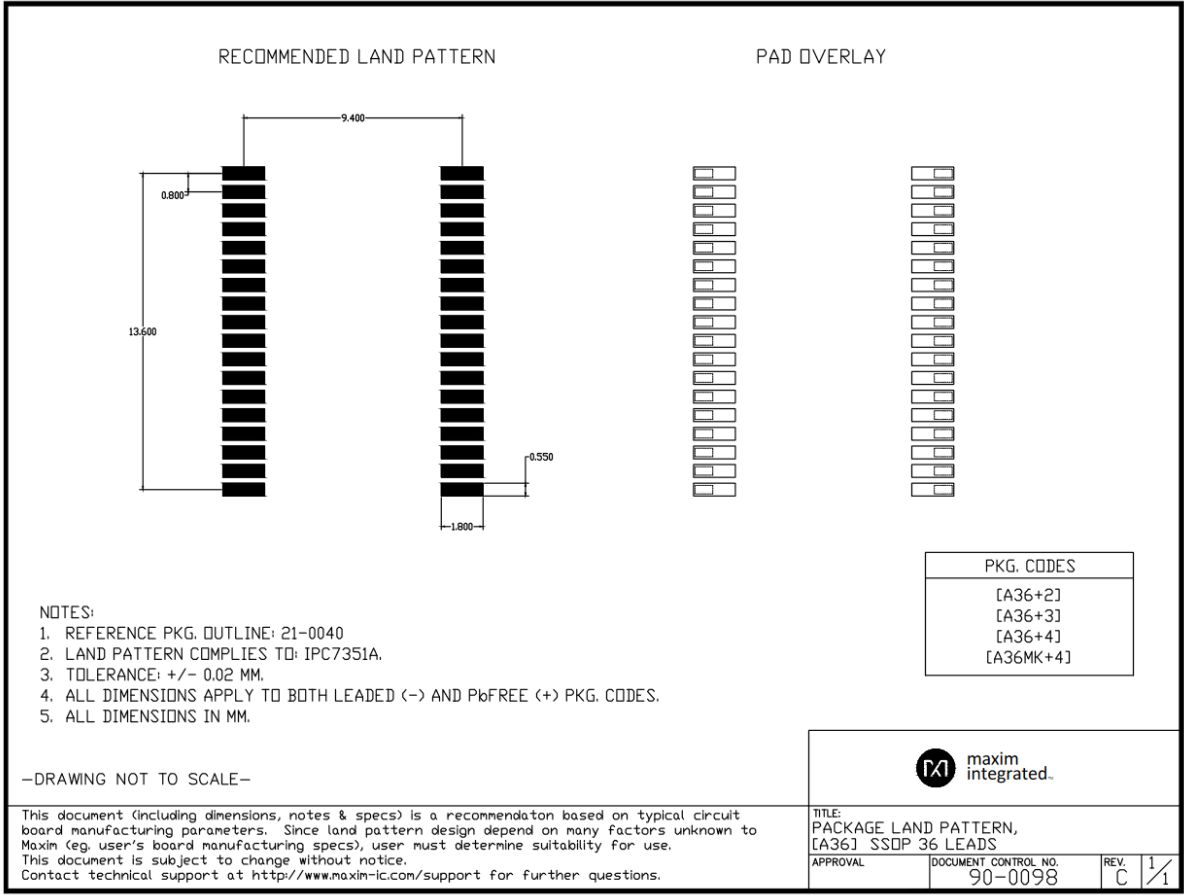 RECOMMENDED LAND PATTERN
PAD OVERLAY
9.400
0.800
13.600
0.550
1.800
PKG. CODES
[A36+2]
[A36+3]
[A36+4]
[A36MK+4]
NOTES:
1. REFERENCE PKG. OUTLINE: 21-0040
2. LAND PATTERN COMPLIES TO: IPC7351A.
3. TOLERANCE: +/- 0.02 MM.
4. ALL DIMENSIONS APPLY TO BOTH LEADED (-) AND PbFREE (+) PKG. CODES.
5. ALL DIMENSIONS IN MM.
-DRAWING NOT TO SCALE-
maxim
integrated™
This document (including dimensions, notes & specs) is a recommendaton based on typical circuit
board manufacturing parameters. Since land pattern design depend on many factors unknown to
Maxim (eg. user's board manufacturing specs), user must determine suitability for use.
This document is subject to change without notice.
Contact technical support at http://www.maxim-ic.com/support for further questions.
TITLE:
PACKAGE LAND PATTERN,
[A36] SSOP 36 LEADS
APPROVAL
DOCUMENT CONTROL NO.
90-0098
REV.
C
1/1